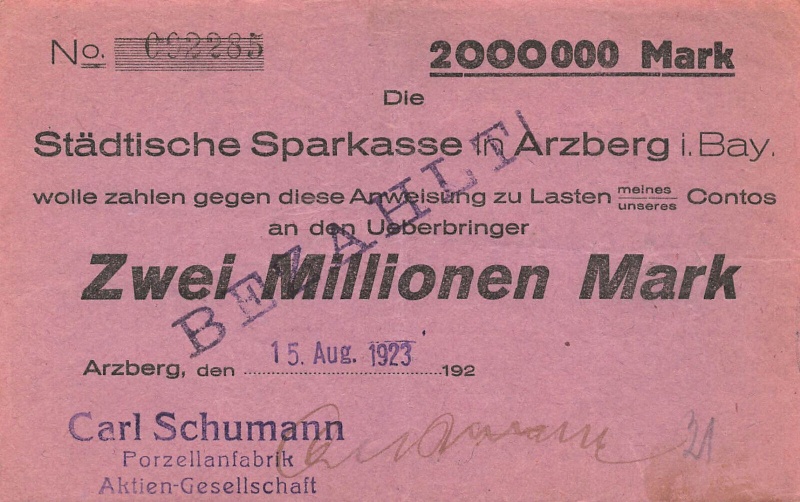 No. 002285
2000000 Mark
Die
Städtische Sparkasse in Arzberg i. Bay.
wolle zahlen gegen diese Anweisung zu Lasten meines unseres Contos
an den Ueberbringer
Zwei Millionen Mark
BEZAHLT
Arzberg, den 15. Aug. 1923 192
Carl Schumann
Porzellanfabrik
Aktien-Gesellschaft
21